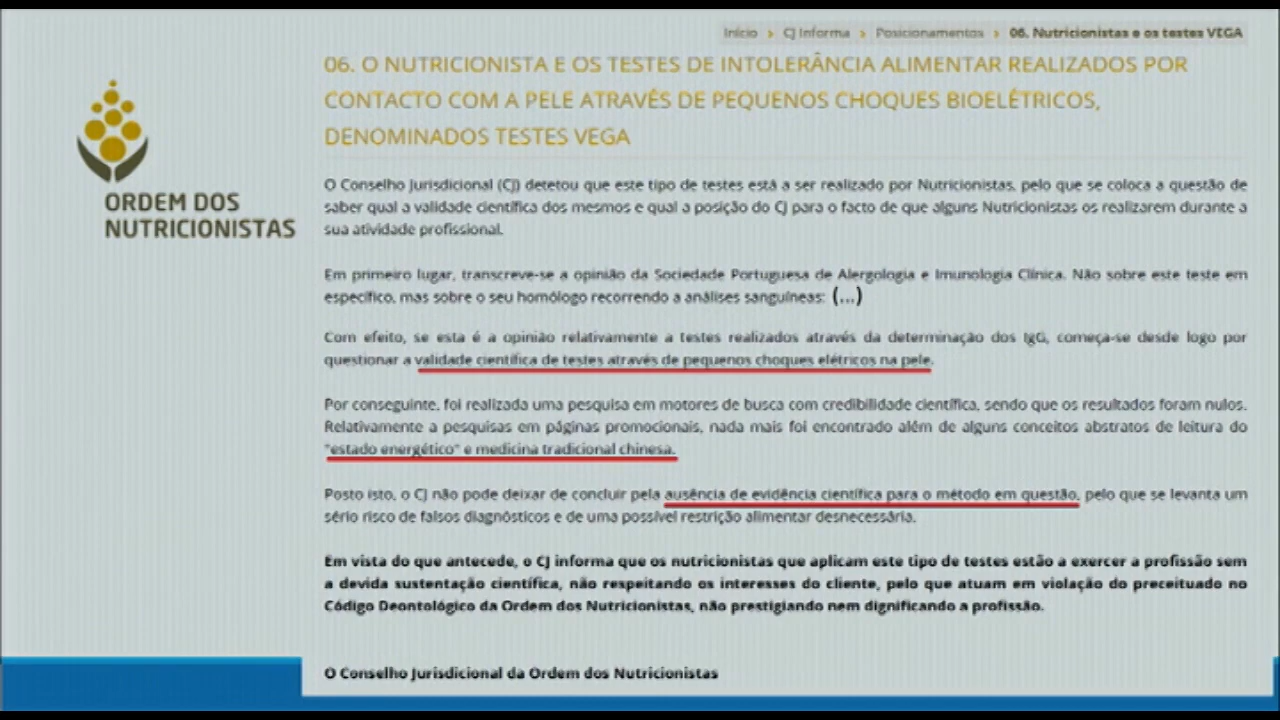 Início › CJ Informa › Posicionamentos › 06. Nutricionistas e os testes VEGA
06. O NUTRICIONISTA E OS TESTES DE INTOLERÂNCIA ALIMENTAR REALIZADOS POR
CONTACTO COM A PELE ATRAVÉS DE PEQUENOS CHOQUES BIOELÉTRICOS,
DENOMINADOS TESTES VEGA
ORDEM DOS
NUTRICIONISTAS
O Conselho Jurisdicional (CJ) detetou que este tipo de testes está a ser realizado por Nutricionistas, pelo que se coloca a questão de
saber qual a validade científica dos mesmos e qual a posição do CJ para o facto de que alguns Nutricionistas os realizarem durante a
sua atividade profissional.
Em primeiro lugar, transcreve-se a opinião da Sociedade Portuguesa de Alergologia e Imunologia Clínica. Não sobre este teste em
específico, mas sobre o seu homólogo recorrendo a análises sanguíneas: (...)
Com efeito, se esta é a opinião relativamente a testes realizados através da determinação dos IgG, começa-se desde logo por
questionar a validade científica de testes através de pequenos choques elétricos na pele.
Por conseguinte, foi realizada uma pesquisa em motores de busca com credibilidade científica, sendo que os resultados foram nulos.
Relativamente a pesquisas em páginas promocionais, nada mais foi encontrado além de alguns conceitos abstratos de leitura do
"estado energético" e medicina tradicional chinesa.
Posto isto, o CJ não pode deixar de concluir pela ausência de evidência científica para o método em questão, pelo que se levanta um
sério risco de falsos diagnósticos e de uma possível restrição alimentar desnecessária.
Em vista do que antecede, o CJ informa que os nutricionistas que aplicam este tipo de testes estão a exercer a profissão sem
a devida sustentação científica, não respeitando os interesses do cliente, pelo que atuam em violação do preceituado no
Código Deontológico da Ordem dos Nutricionistas, não prestigiando nem dignificando a profissão.
O Conselho Jurisdicional da Ordem dos Nutricionistas